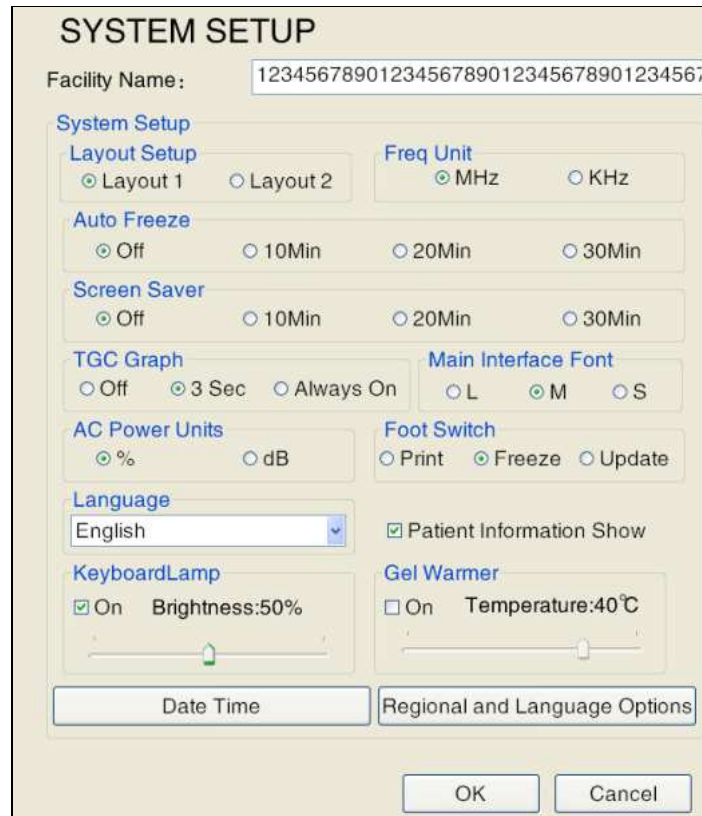 SYSTEM SETUP
Facility Name: 1234567890123456789012345678901234567
System Setup
Layout Setup Freq Unit
Layout 1 Layout 2 MHz KHz
Auto Freeze
Off 10Min 20Min 30Min
Screen Saver
Off 10Min 20Min 30Min
TGC Graph Main Interface Font
Off 3 Sec Always On L M S
AC Power Units Foot Switch
% dB Print Freeze Update
Language
English Patient Information Show
KeyboardLamp Gel Warmer
On Brightness:50% On Temperature:40℃
Date Time Regional and Language Options
OK Cancel